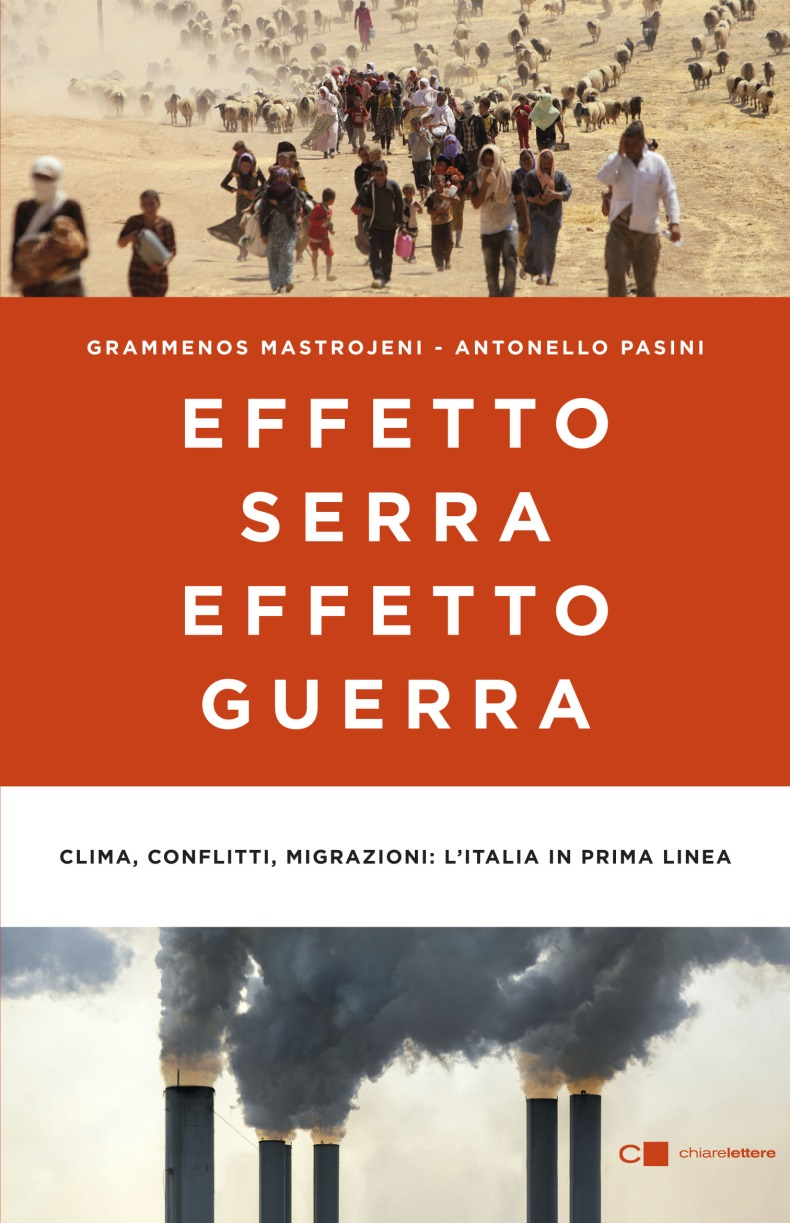 GRAMMENOS MASTROJENI - ANTONELLO PASINI
EFFETTO
SERRA
EFFETTO
GUERRA
CLIMA, CONFLITTI, MIGRAZIONI: L'ITALIA IN PRIMA LINEA
C chiarelettere